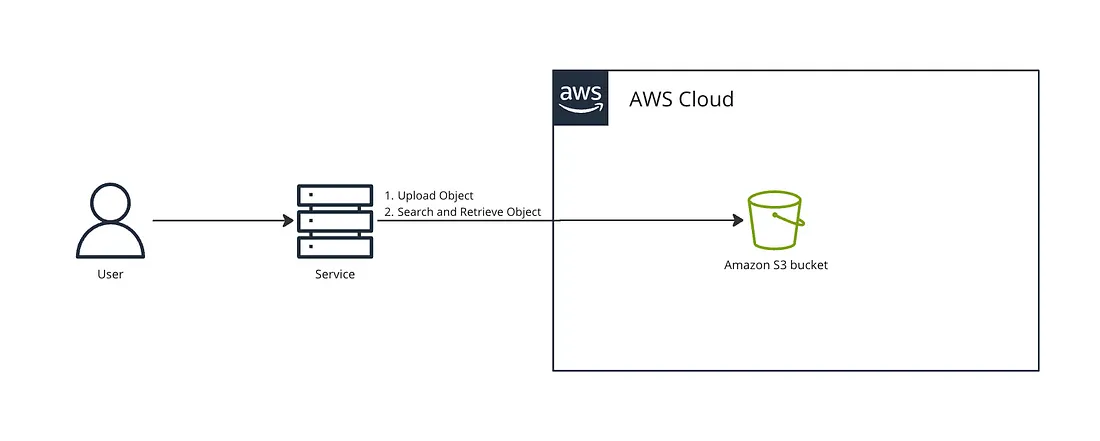 aws
AWS Cloud
1. Upload Object
2. Search and Retrieve Object
User
Service
Amazon S3 bucket